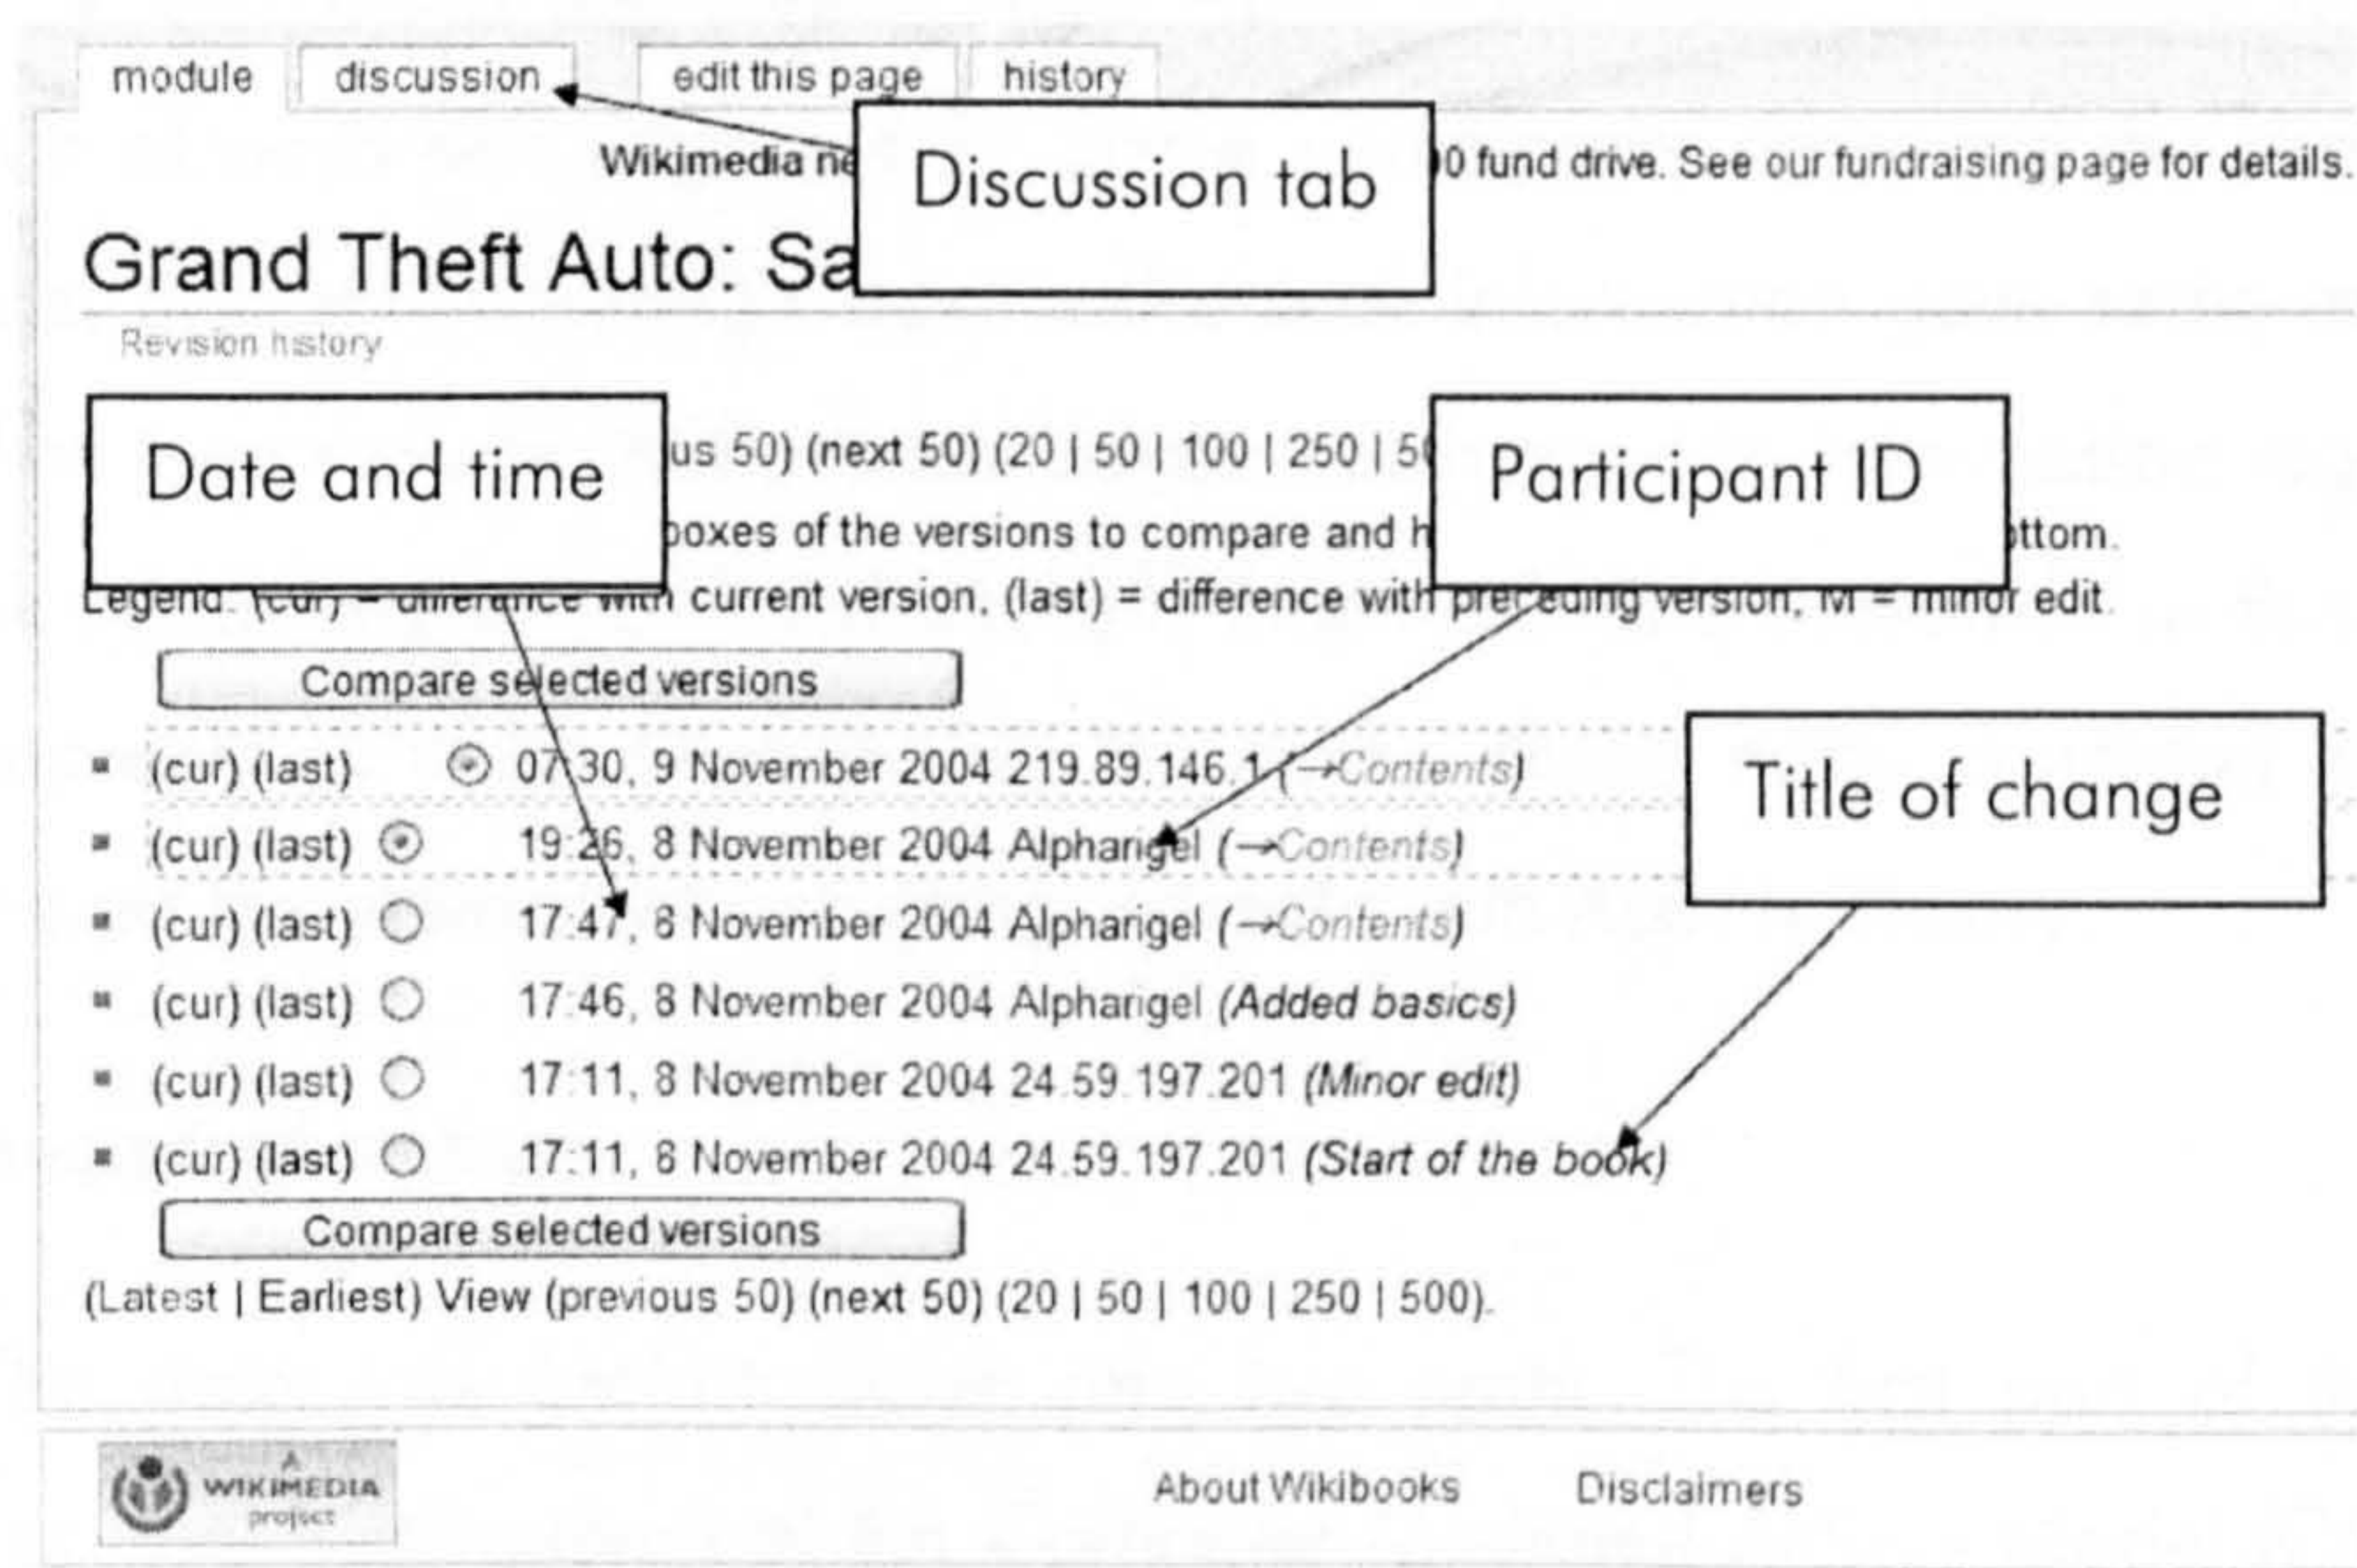 module discussion edit this page history
Wikimedia 0 fund drive. See our fundraising page for details.
Discussion tab
Grand Theft Auto: Sa
Revision history
Date and time
Participant ID
us 50) (next 50) (20 | 50 | 100 | 250 |
boxes of the versions to compare and
Legend: (cur) = difference with current version, (last) = difference with preceding version, M = minor edit.
Compare selected versions
Title of change
(cur) (last) 07:30, 9 November 2004 219.89.146.1 (→Contents)
(cur) (last) 19:26, 8 November 2004 Alpharigel (→Contents)
(cur) (last) 17:47, 8 November 2004 Alpharigel (→Contents)
(cur) (last) 17:46, 8 November 2004 Alpharigel (Added basics)
(cur) (last) 17:11, 8 November 2004 24.59.197.201 (Minor edit)
(cur) (last) 17:11, 8 November 2004 24.59.197.201 (Start of the book)
Compare selected versions
(Latest | Earliest) View (previous 50) (next 50) (20 | 50 | 100 | 250 | 500).
A
WIKIMEDIA
project
About Wikibooks Disclaimers